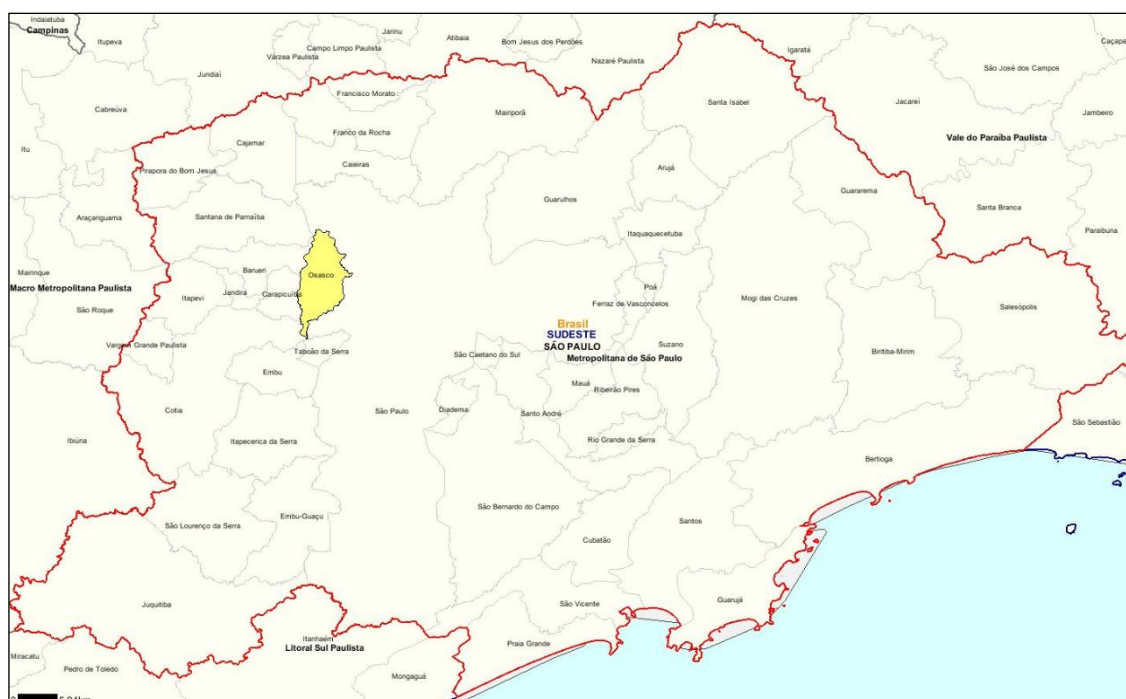 Indaiatuba
Campinas
Itupeva
Jarinu
Campo Limpo Paulista
Várzea Paulista
Atibaia
Bom Jesus dos Perdões
Nazaré Paulista
Igaratá
Caçapa
São José dos Campos
Jundiaí
Cabreúva
Francisco Morato
Mairiporã
Santa Isabel
Jacareí
Jambeiro
Itu
Cajamar
Franco da Rocha
Vale do Paraíba Paulista
Pirapora do Bom Jesus
Caieiras
Arujá
Guararema
Araçariguama
Santana de Parnaíba
Guarulhos
Santa Branca
Itaquaquecetuba
Paraibuna
Mairinque
Barueri
Osasco
Macro Metropolitana Paulista
Itapevi
Jandira
Carapicuíba
Poá
Ferraz de Vasconcelos
Mogi das Cruzes
Salesópolis
São Roque
Brasil
SUDESTE
SÃO PAULO
Suzano
Vargem Grande Paulista
Taboão da Serra
São Caetano do Sul
Metropolitana de São Paulo
Biritiba-Mirim
Embu
Mauá
Ribeirão Pires
Cotia
São Paulo
Diadema
Santo André
São Sebastião
Ibiúna
Itapecerica da Serra
Rio Grande da Serra
Bertioga
São Lourenço da Serra
Embu-Guaçu
São Bernardo do Campo
Santos
Cubatão
Juquitiba
São Vicente
Guarujá
Itanhaém
Litoral Sul Paulista
Praia Grande
Miracatu
Pedro de Toledo
Mongaguá